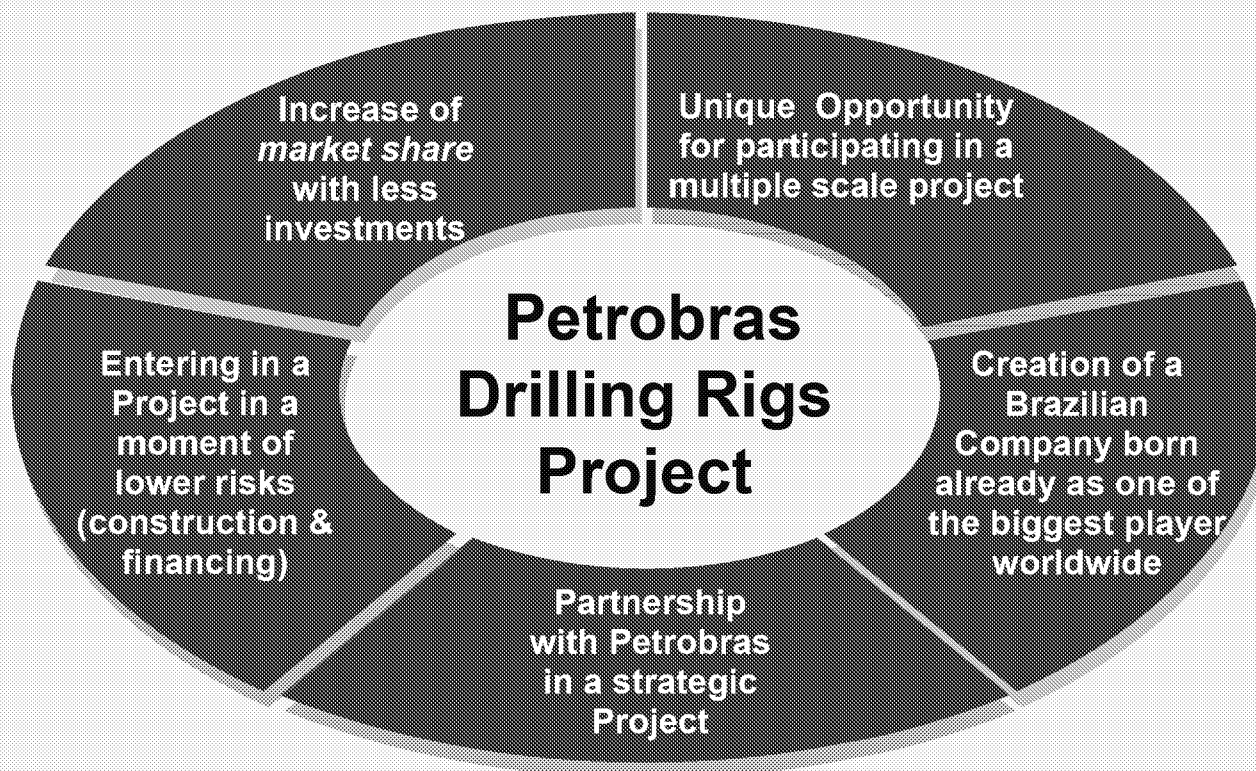 Increase of
market share
with less
investments
Unique Opportunity
for participating in a
multiple scale project
Petrobras
Drilling Rigs
Project
Entering in a
Project in a
moment of
lower risks
(construction &
financing)
Creation of a
Brazilian
Company born
already as one of
the biggest player
worldwide
Partnership
with Petrobras
in a strategic
Project